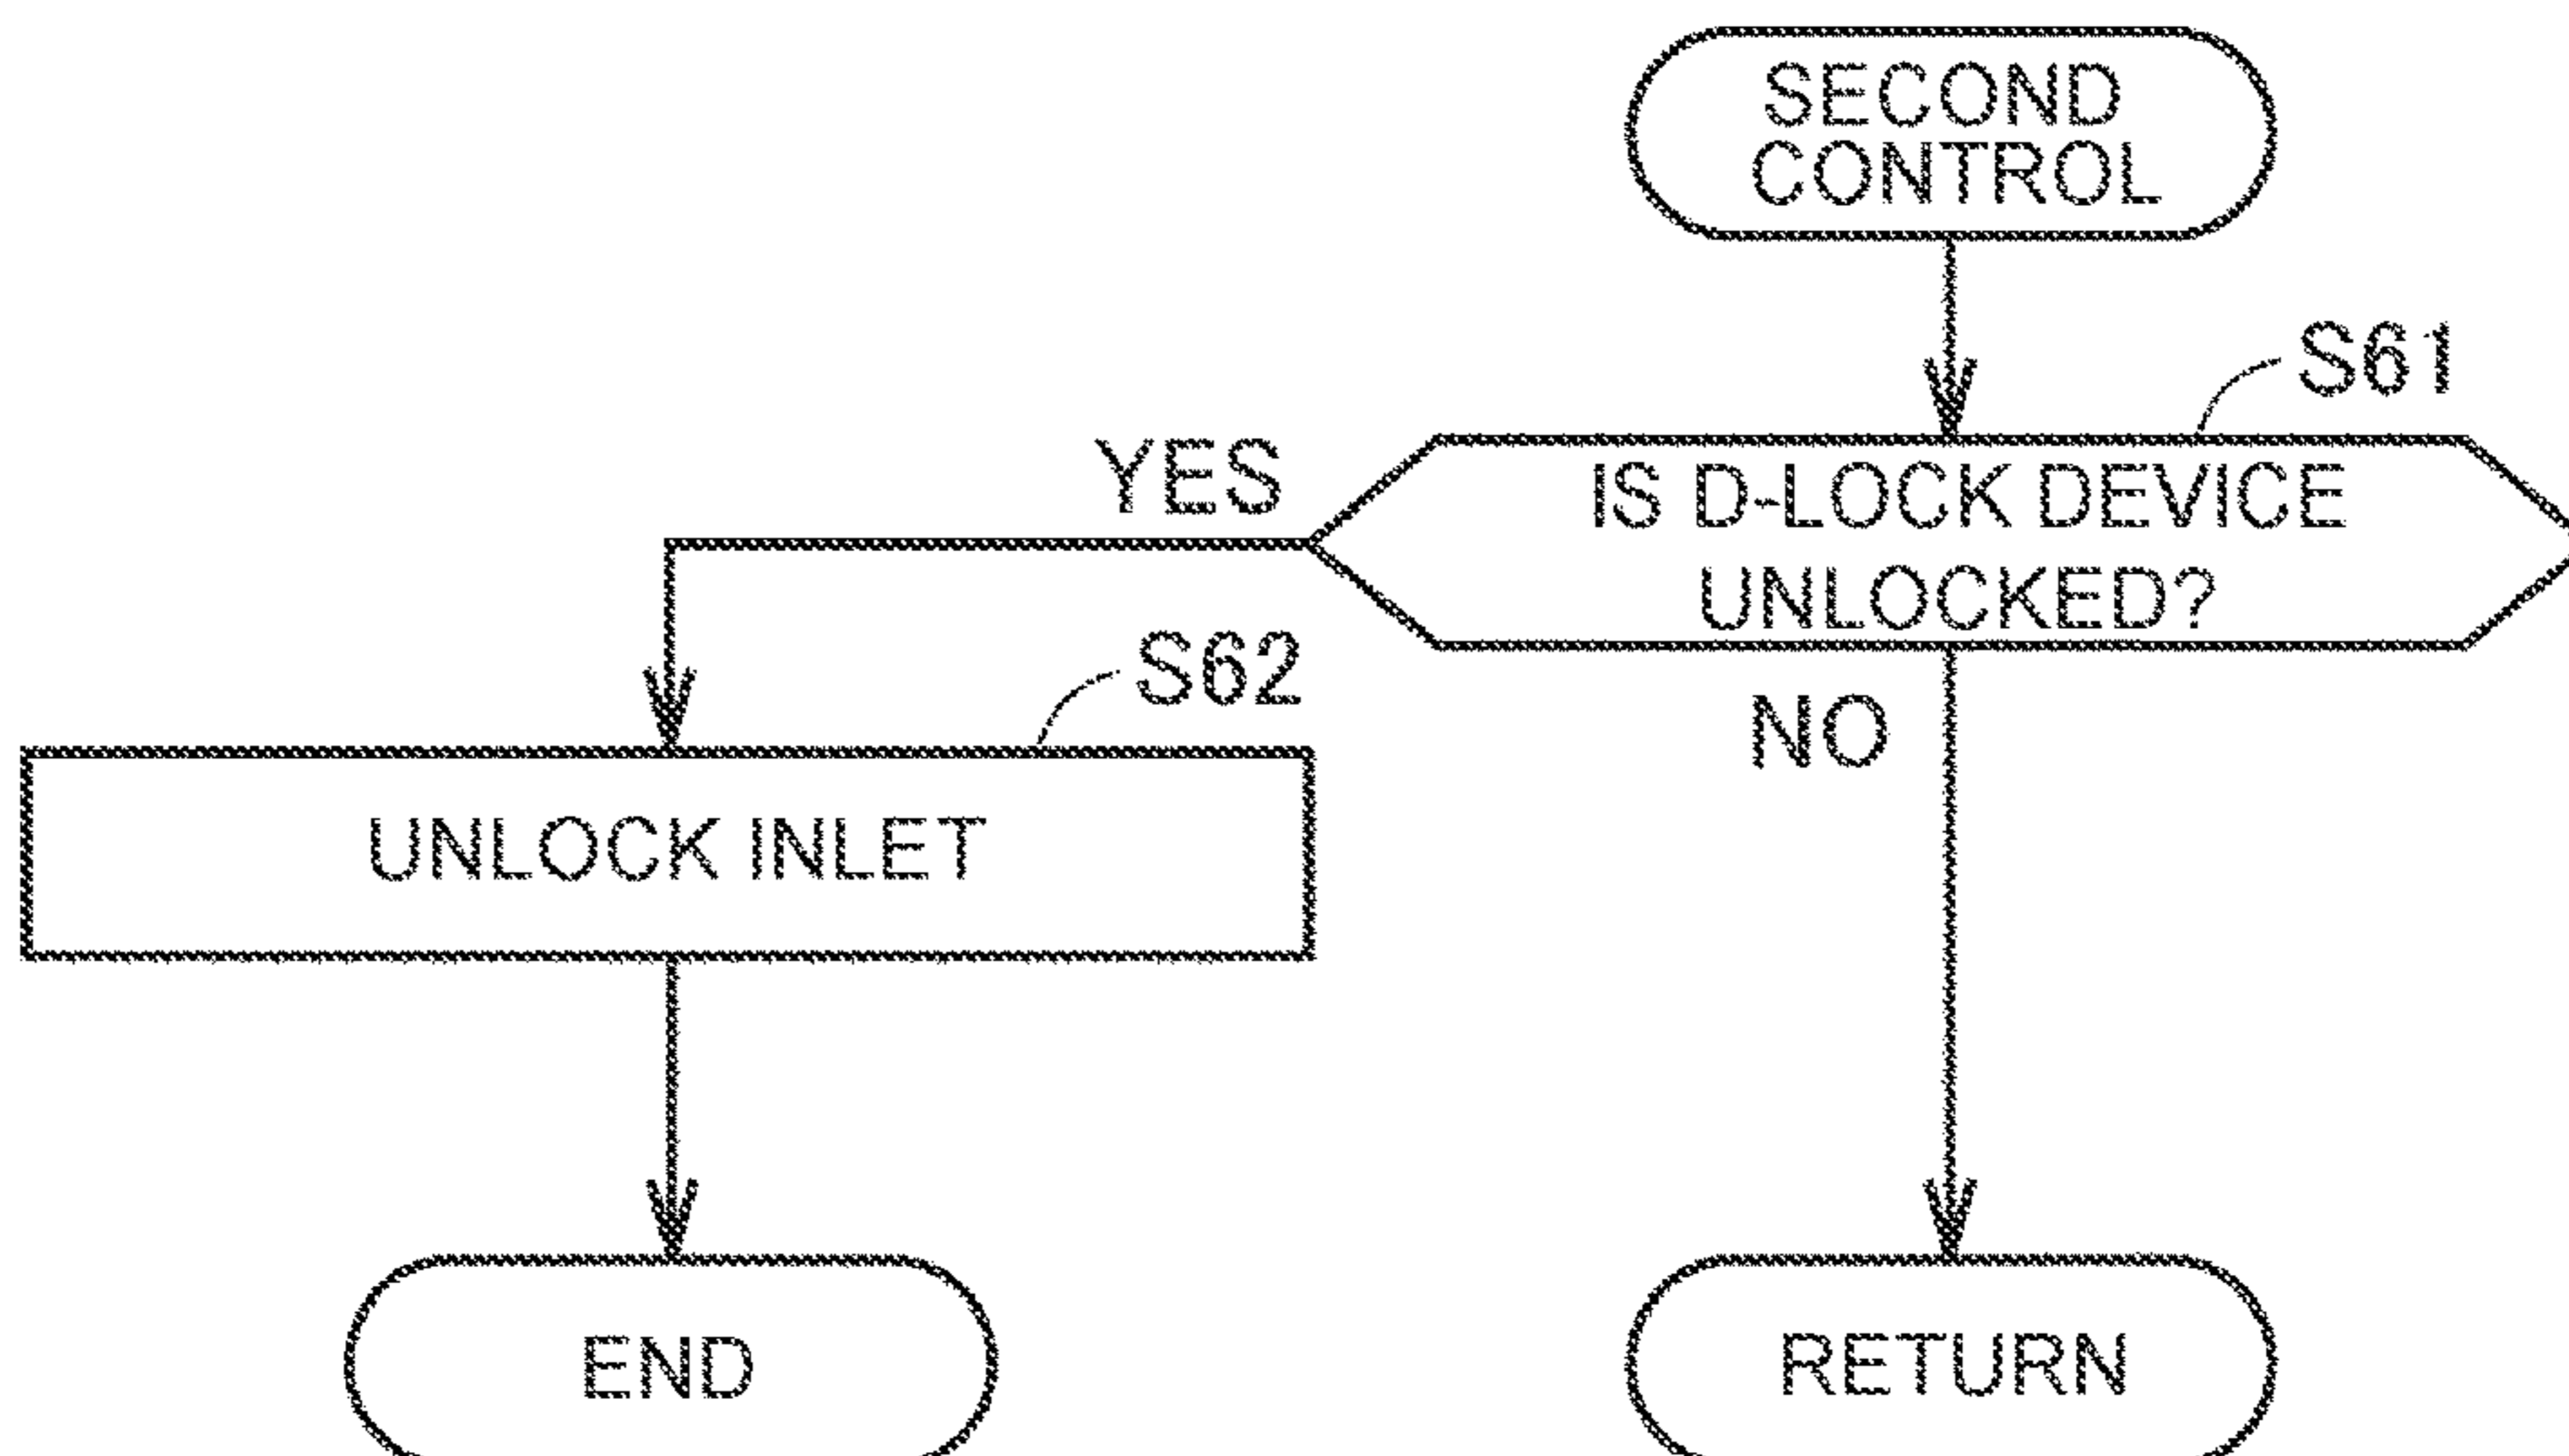 SECOND
CONTROL
S61
YES
IS D-LOCK DEVICE
UNLOCKED?
S62
NO
UNLOCK INLET
END
RETURN